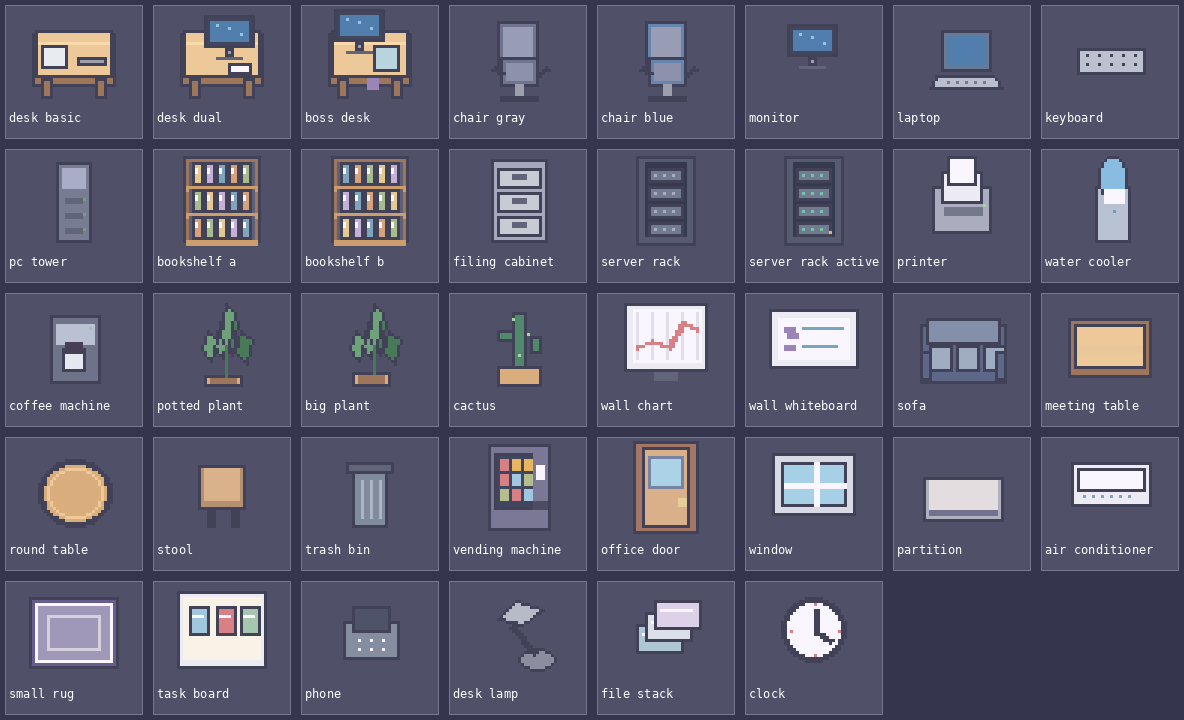 desk basic
desk dual
boss desk
chair gray
chair blue
monitor
laptop
keyboard
pc tower
bookshelf a
bookshelf b
filing cabinet
server rack
server rack active
printer
water cooler
coffee machine
potted plant
big plant
cactus
wall chart
wall whiteboard
sofa
meeting table
round table
stool
trash bin
vending machine
office door
window
partition
air conditioner
small rug
task board
phone
desk lamp
file stack
clock